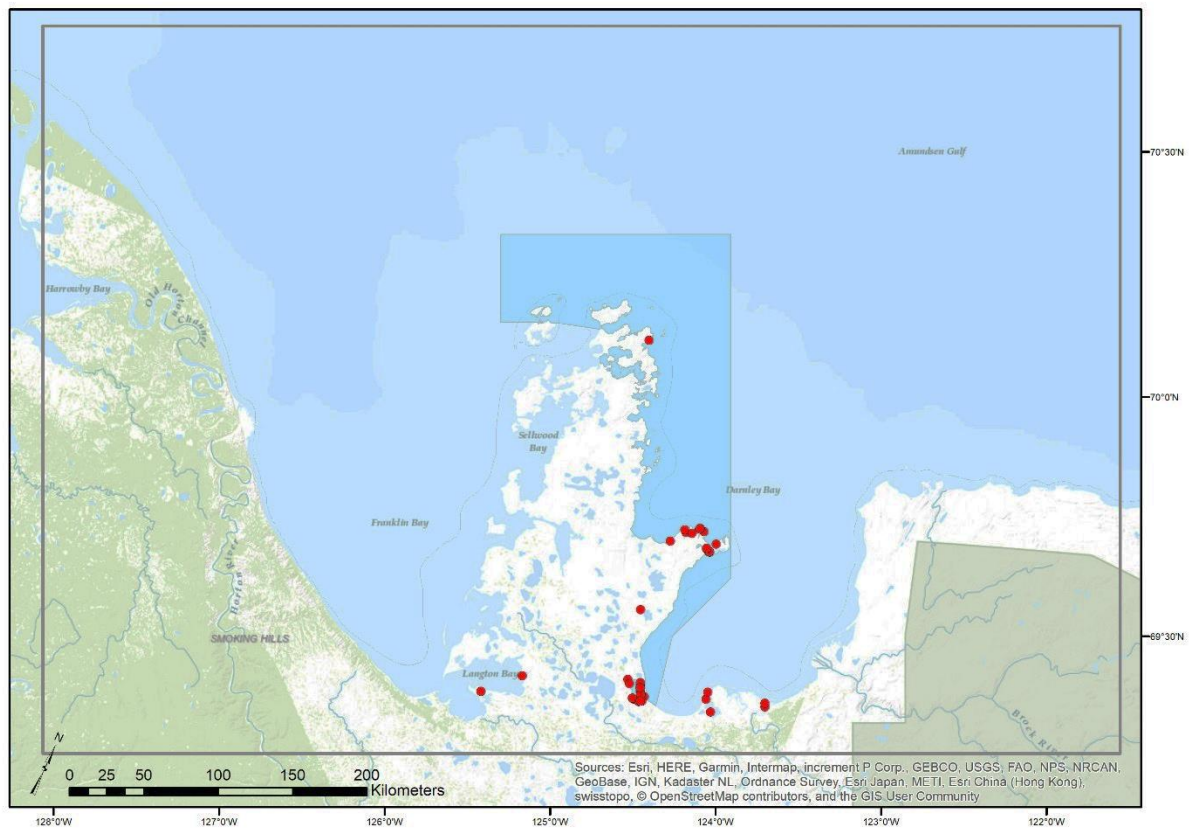 Amundsen Gulf
70°30'N
Harrowby Bay
Old Horton Channel
70°0'N
Sellwood
Bay
Darnley Bay
Franklin Bay
Horton River
SMOKING HILLS
69°30'N
Langton Bay
Brock River
N
0 25 50 100 150 200
Kilometers
Sources: Esri, HERE, Garmin, Intermap, increment P Corp., GEBCO, USGS, FAO, NPS, NRCAN,
GeoBase, IGN, Kadaster NL, Ordnance Survey, Esri Japan, METI, Esri China (Hong Kong),
swisstopo, © OpenStreetMap contributors, and the GIS User Community
128°0'W 127°0'W 126°0'W 125°0'W 124°0'W 123°0'W 122°0'W